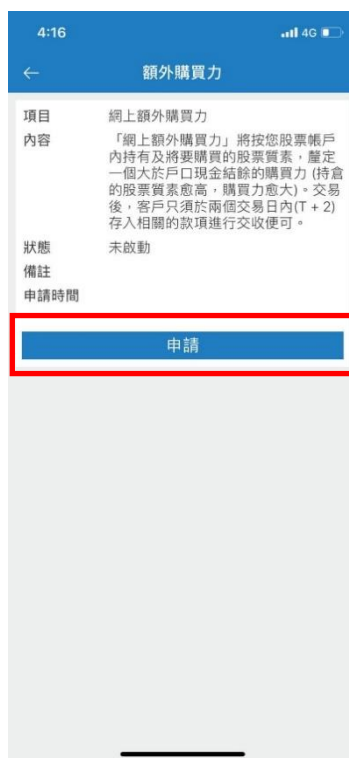 4:16 4G
額外購買力
項目 網上額外購買力
內容 「網上額外購買力」將按您股票帳戶
內持有及將要購買的股票質素，釐定
一個大於戶口現金結餘的購買力 (持倉
的股票質素愈高，購買力愈大)。交易
後，客戶只須於兩個交易日內(T + 2)
存入相關的款項進行交收便可。
狀態 未啟動
備註
申請時間
申請